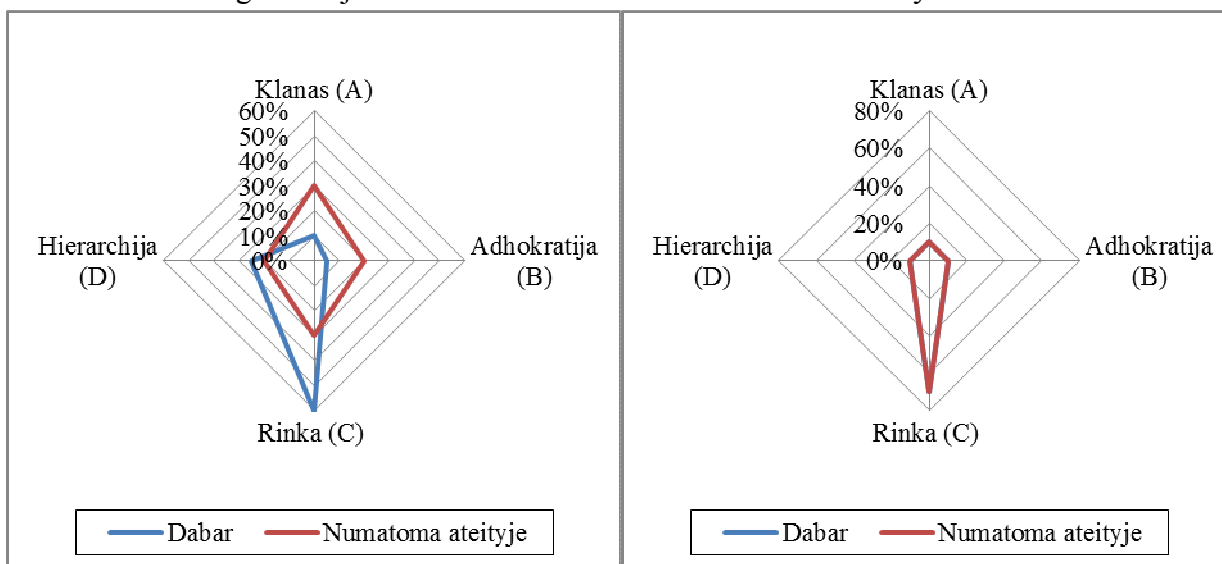 Klanas (A)
60%
50%
40%
30%
20%
10%
0%
Hierarchija
(D)
Adhokratija
(B)
Rinka (C)
Dabar
Numatoma ateityje
Klanas (A)
80%
60%
40%
20%
0%
Hierarchija
(D)
Adhokratija
(B)
Rinka (C)
Dabar
Numatoma ateityje